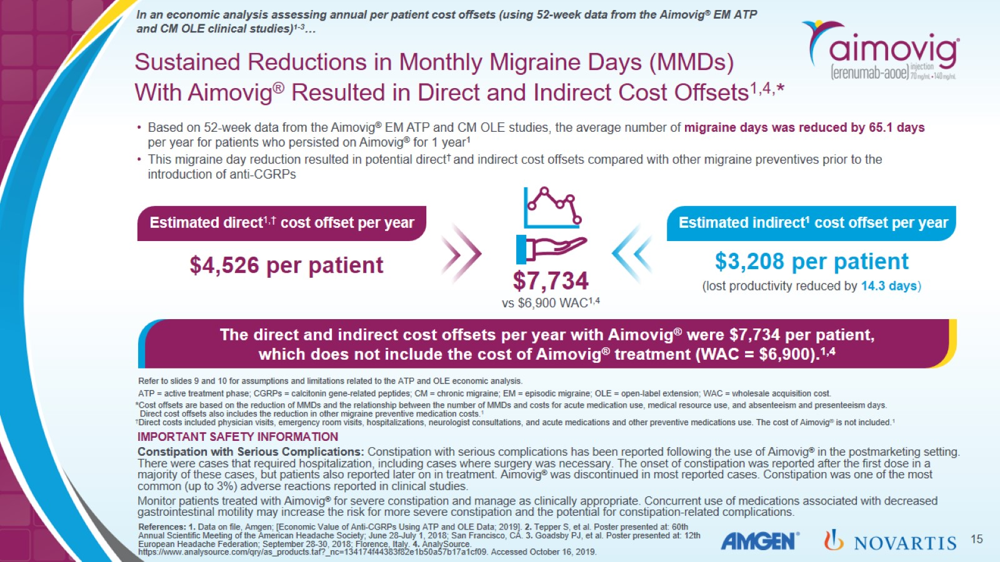 In an economic analysis assessing annual per patient cost offsets (using 52-week data from the Aimovig® EM ATP
and CM OLE clinical studies)¹⁻³…
aimovig®
(erenumab-aooe) injection
70 mg/mL • 140 mg/mL
Sustained Reductions in Monthly Migraine Days (MMDs)
With Aimovig® Resulted in Direct and Indirect Cost Offsets¹,⁴,*
• Based on 52-week data from the Aimovig® EM ATP and CM OLE studies, the average number of migraine days was reduced by 65.1 days
per year for patients who persisted on Aimovig® for 1 year¹
• This migraine day reduction resulted in potential direct† and indirect cost offsets compared with other migraine preventives prior to the
introduction of anti-CGRPs
Estimated direct¹,† cost offset per year
$4,526 per patient
$7,734
vs $6,900 WAC¹,⁴
Estimated indirect¹ cost offset per year
$3,208 per patient
(lost productivity reduced by 14.3 days)
The direct and indirect cost offsets per year with Aimovig® were $7,734 per patient,
which does not include the cost of Aimovig® treatment (WAC = $6,900).¹,⁴
Refer to slides 9 and 10 for assumptions and limitations related to the ATP and OLE economic analysis.
ATP = active treatment phase; CGRPs = calcitonin gene-related peptides; CM = chronic migraine; EM = episodic migraine; OLE = open-label extension; WAC = wholesale acquisition cost.
*Cost offsets are based on the reduction of MMDs and the relationship between the number of MMDs and costs for acute medication use, medical resource use, and absenteeism and presenteeism days.
Direct cost offsets also includes the reduction in other migraine preventive medication costs.¹
†Direct costs included physician visits, emergency room visits, hospitalizations, neurologist consultations, and acute medications and other preventive medications use. The cost of Aimovig® is not included.¹
IMPORTANT SAFETY INFORMATION
Constipation with Serious Complications: Constipation with serious complications has been reported following the use of Aimovig® in the postmarketing setting.
There were cases that required hospitalization, including cases where surgery was necessary. The onset of constipation was reported after the first dose in a
majority of these cases, but patients also reported later on in treatment. Aimovig® was discontinued in most reported cases. Constipation was one of the most
common (up to 3%) adverse reactions reported in clinical studies.
Monitor patients treated with Aimovig® for severe constipation and manage as clinically appropriate. Concurrent use of medications associated with decreased
gastrointestinal motility may increase the risk for more severe constipation and the potential for constipation-related complications.
References: 1. Data on file, Amgen; [Economic Value of Anti-CGRPs Using ATP and OLE Data; 2019]. 2. Tepper S, et al. Poster presented at: 60th
Annual Scientific Meeting of the American Headache Society; June 28-July 1, 2018; San Francisco, CA. 3. Goadsby PJ, et al. Poster presented at: 12th
European Headache Federation; September 28-30, 2018; Florence, Italy. 4. AnalySource.
https://www.analysource.com/qry/as_products.taf?_nc=134174f44383f82e1b50a57b17a1cf09. Accessed October 16, 2019.
AMGEN®
NOVARTIS
15